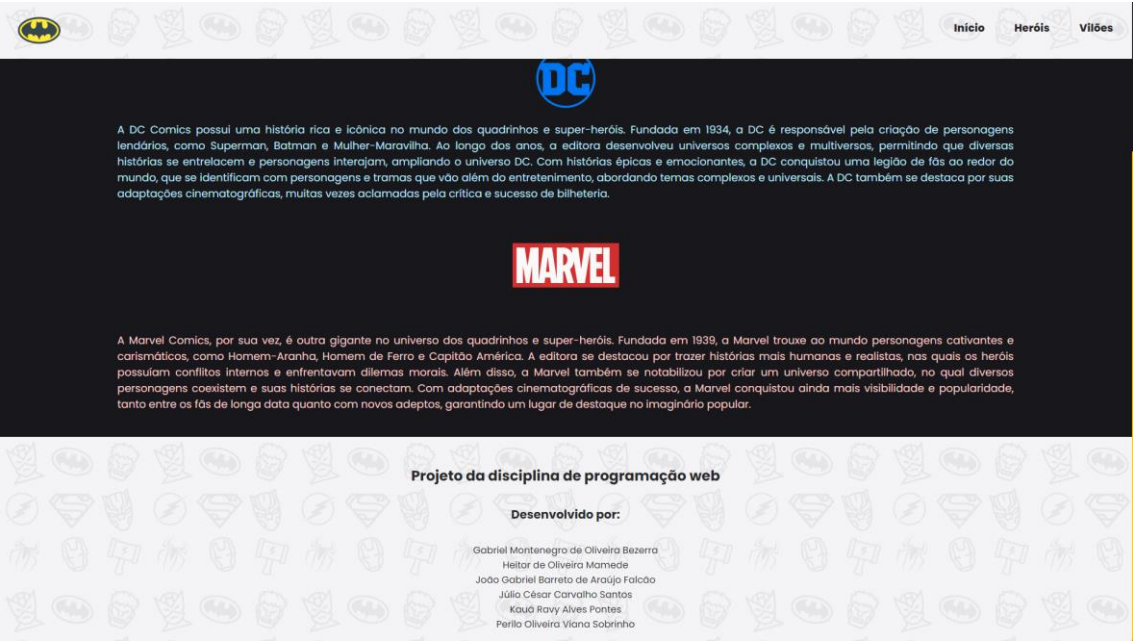 Início Heróis Vilões
DC
A DC Comics possui uma história rica e icônica no mundo dos quadrinhos e super-heróis. Fundada em 1934, a DC é responsável pela criação de personagens
lendários, como Superman, Batman e Mulher-Maravilha. Ao longo dos anos, a editora desenvolveu universos complexos e multiversos, permitindo que diversas
histórias se entrelacem e personagens interajam, ampliando o universo DC. Com histórias épicas e emocionantes, a DC conquistou uma legião de fãs ao redor do
mundo, que se identificam com personagens e tramas que vão além do entretenimento, abordando temas complexos e universais. A DC também se destaca por suas
adaptações cinematográficas, muitas vezes aclamadas pela crítica e sucesso de bilheteria.
MARVEL
A Marvel Comics, por sua vez, é outra gigante no universo dos quadrinhos e super-heróis. Fundada em 1939, a Marvel trouxe ao mundo personagens cativantes e
carismáticos, como Homem-Aranha, Homem de Ferro e Capitão América. A editora se destacou por trazer histórias mais humanas e realistas, nas quais os heróis
possuíam conflitos internos e enfrentavam dilemas morais. Além disso, a Marvel também se notabilizou por criar um universo compartilhado, no qual diversos
personagens coexistem e suas histórias se conectam. Com adaptações cinematográficas de sucesso, a Marvel conquistou ainda mais visibilidade e popularidade,
tanto entre os fãs de longa data quanto com novos adeptos, garantindo um lugar de destaque no imaginário popular.
Projeto da disciplina de programação web
Desenvolvido por:
Gabriel Montenegro de Oliveira Bezerra
Heitor de Oliveira Mamede
João Gabriel Barreto de Araújo Falcão
Júlio César Carvalho Santos
Kauã Ravy Alves Pontes
Perilo Oliveira Viana Sobrinho